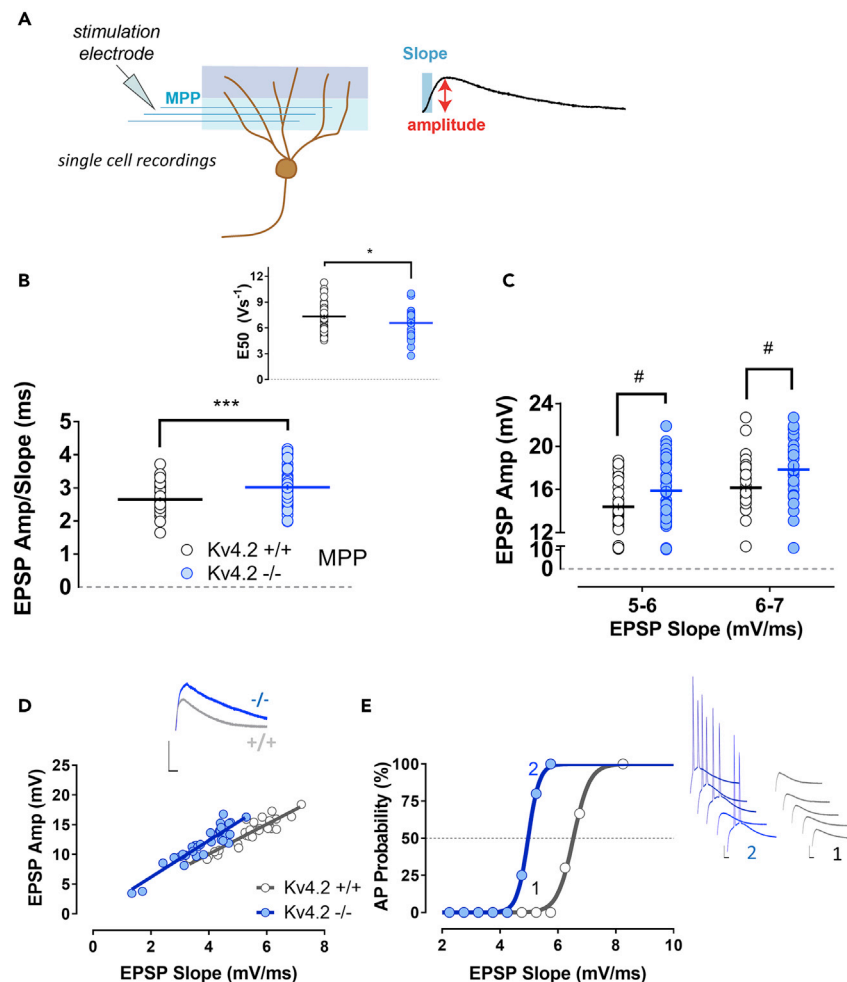 A
stimulation
electrode
MPP
single cell recordings
Slope
amplitude
B
E50 (Vs-1)
12
9
6
3
0
*
EPSP Amp/Slope (ms)
5
4
3
2
1
0
***
Kv4.2 +/+
Kv4.2 -/-
MPP
C
EPSP Amp (mV)
24
20
16
12
10
0
#
#
5-6
6-7
EPSP Slope (mV/ms)
D
-/-
+/+
EPSP Amp (mV)
25
20
15
10
5
0
Kv4.2 +/+
Kv4.2 -/-
0
2
4
6
8
EPSP Slope (mV/ms)
E
AP Probability (%)
100
75
50
25
0
2
1
2
4
6
8
10
EPSP Slope (mV/ms)
2
1